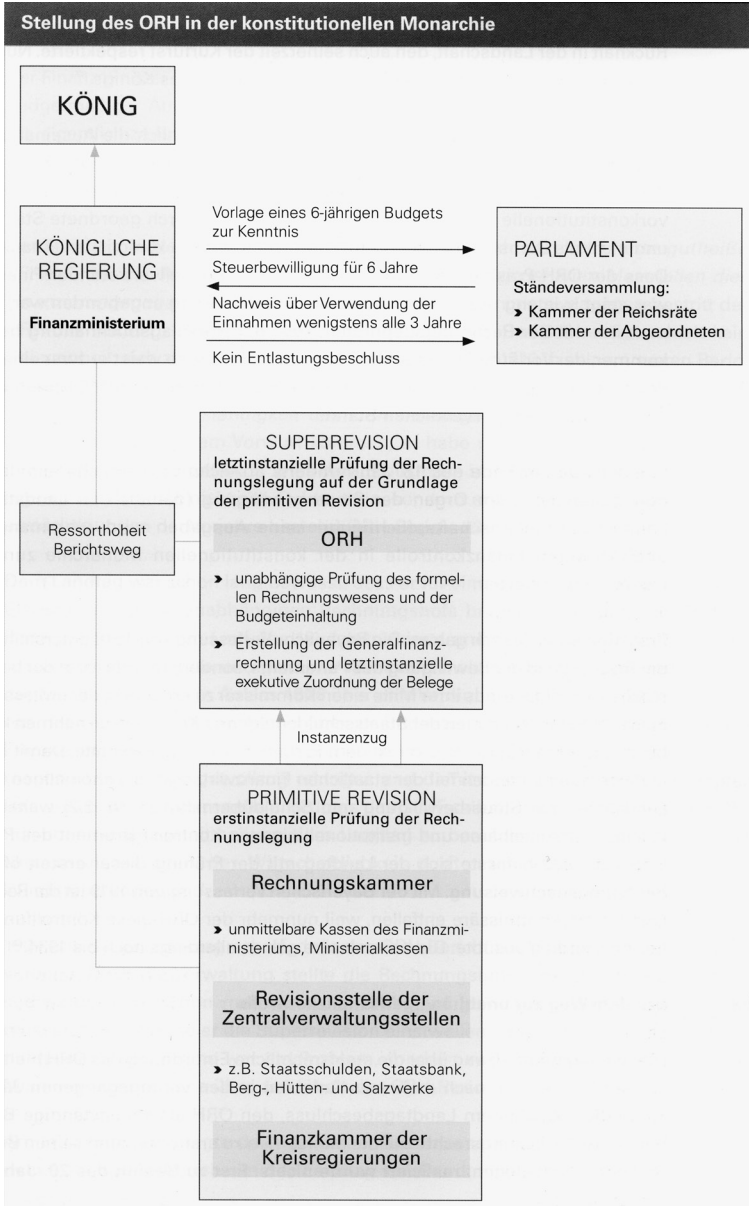 Stellung des ORH in der konstitutionellen Monarchie
KÖNIG
KÖNIGLICHE
REGIERUNG
Finanzministerium
Vorlage eines 6-jährigen Budgets
zur Kenntnis
Steuerbewilligung für 6 Jahre
Nachweis über Verwendung der
Einnahmen wenigstens alle 3 Jahre
Kein Entlastungsbeschluss
PARLAMENT
Ständeversammlung:
› Kammer der Reichsräte
› Kammer der Abgeordneten
Ressorthoheit
Berichtsweg
SUPERREVISION
letztinstanzielle Prüfung der Rech-
nungslegung auf der Grundlage
der primitiven Revision
ORH
› unabhängige Prüfung des formel-
len Rechnungswesens und der
Budgeteinhaltung
› Erstellung der Generalfinanz-
rechnung und letztinstanzielle
exekutive Zuordnung der Belege
Instanzenzug
PRIMITIVE REVISION
erstinstanzielle Prüfung der Rech-
nungslegung
Rechnungskammer
› unmittelbare Kassen des Finanzmi-
nisteriums, Ministerialkassen
Revisionsstelle der
Zentralverwaltungsstellen
› z.B. Staatsschulden, Staatsbank,
Berg-, Hütten- und Salzwerke
Finanzkammer der
Kreisregierungen